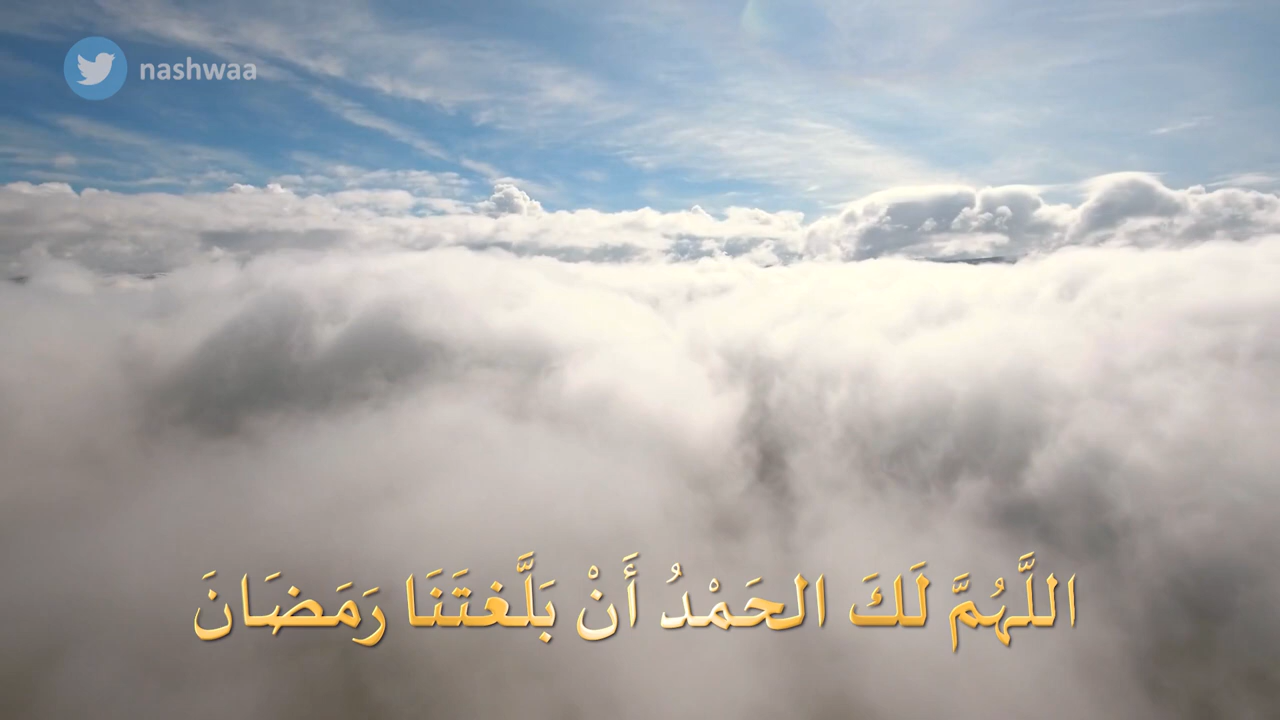 nashwaa
اللَّهُمَّ لَكَ الحَمْدُ أَنْ بَلَّغتَنَا رَمَضَانَ